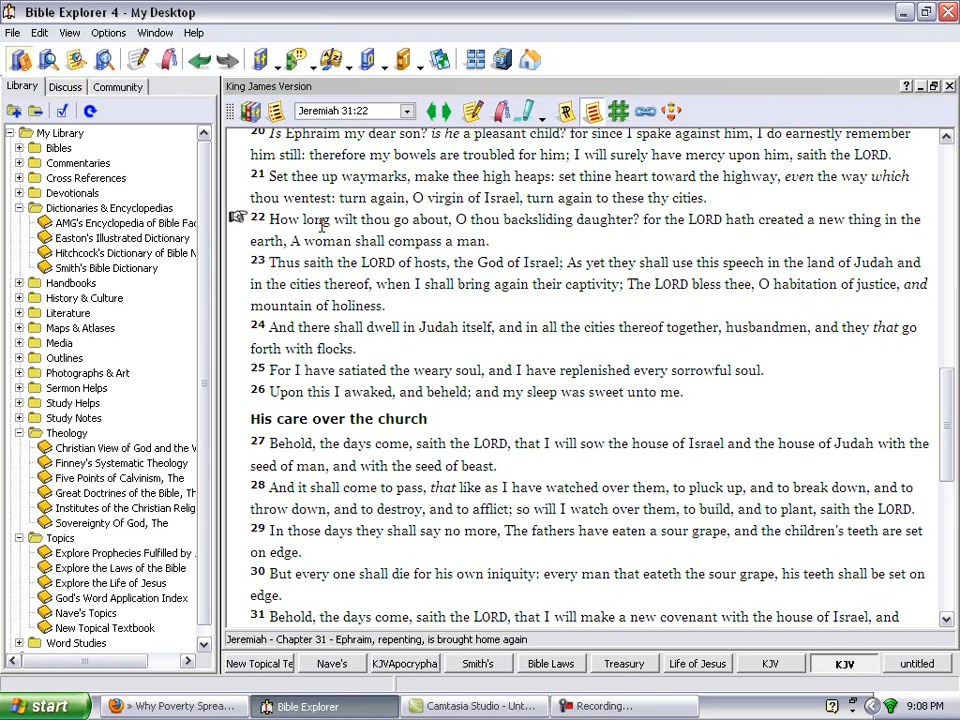 Bible Explorer 4 - My Desktop
File Edit View Options Window Help
Library Discuss Community
King James Version
Jeremiah 31:22
My Library
Bibles
Commentaries
Cross References
Devotionals
Dictionaries & Encyclopedias
AMG's Encyclopedia of Bible Fac
Easton's Illustrated Dictionary
Hitchcock's Dictionary of Bible N
Smith's Bible Dictionary
Handbooks
History & Culture
Literature
Maps & Atlases
Media
Outlines
Photographs & Art
Sermon Helps
Study Helps
Study Notes
Theology
Christian View of God and the W
Finney's Systematic Theology
Five Points of Calvinism, The
Great Doctrines of the Bible, Th
Institutes of the Christian Relig
Sovereignty Of God, The
Topics
Explore Prophecies Fulfilled by
Explore the Laws of the Bible
Explore the Life of Jesus
God's Word Application Index
Nave's Topics
New Topical Textbook
Word Studies
20 Is Ephraim my dear son? is he a pleasant child? for since I spake against him, I do earnestly remember
him still: therefore my bowels are troubled for him; I will surely have mercy upon him, saith the LORD.
21 Set thee up waymarks, make thee high heaps: set thine heart toward the highway, even the way which
thou wentest: turn again, O virgin of Israel, turn again to these thy cities.
22 How long wilt thou go about, O thou backsliding daughter? for the LORD hath created a new thing in the
earth, A woman shall compass a man.
23 Thus saith the LORD of hosts, the God of Israel; As yet they shall use this speech in the land of Judah and
in the cities thereof, when I shall bring again their captivity; The LORD bless thee, O habitation of justice, and
mountain of holiness.
24 And there shall dwell in Judah itself, and in all the cities thereof together, husbandmen, and they that go
forth with flocks.
25 For I have satiated the weary soul, and I have replenished every sorrowful soul.
26 Upon this I awaked, and beheld; and my sleep was sweet unto me.
His care over the church
27 Behold, the days come, saith the LORD, that I will sow the house of Israel and the house of Judah with the
seed of man, and with the seed of beast.
28 And it shall come to pass, that like as I have watched over them, to pluck up, and to break down, and to
throw down, and to destroy, and to afflict; so will I watch over them, to build, and to plant, saith the LORD.
29 In those days they shall say no more, The fathers have eaten a sour grape, and the children's teeth are set
on edge.
30 But every one shall die for his own iniquity: every man that eateth the sour grape, his teeth shall be set on
edge.
31 Behold, the days come, saith the LORD, that I will make a new covenant with the house of Israel, and
Jeremiah - Chapter 31 - Ephraim, repenting, is brought home again
New Topical Te Nave's KJVApocrypha Smith's Bible Laws Treasury Life of Jesus KJV KJV untitled
start » Why Poverty Sprea... Bible Explorer Camtasia Studio - Unt... Recording... 9:08 PM